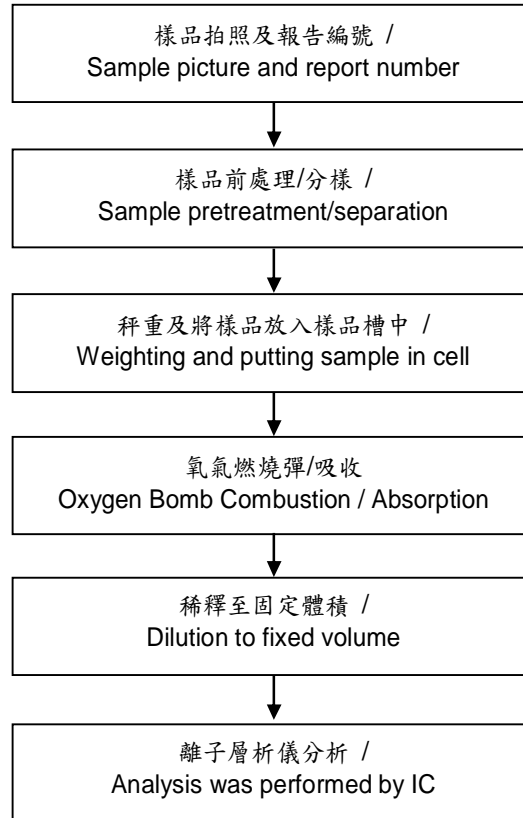 樣品拍照及報告編號 /
Sample picture and report number
樣品前處理/分樣 /
Sample pretreatment/separation
秤重及將樣品放入樣品槽中 /
Weighting and putting sample in cell
氧氣燃燒彈/吸收
Oxygen Bomb Combustion / Absorption
稀釋至固定體積 /
Dilution to fixed volume
離子層析儀分析 /
Analysis was performed by IC